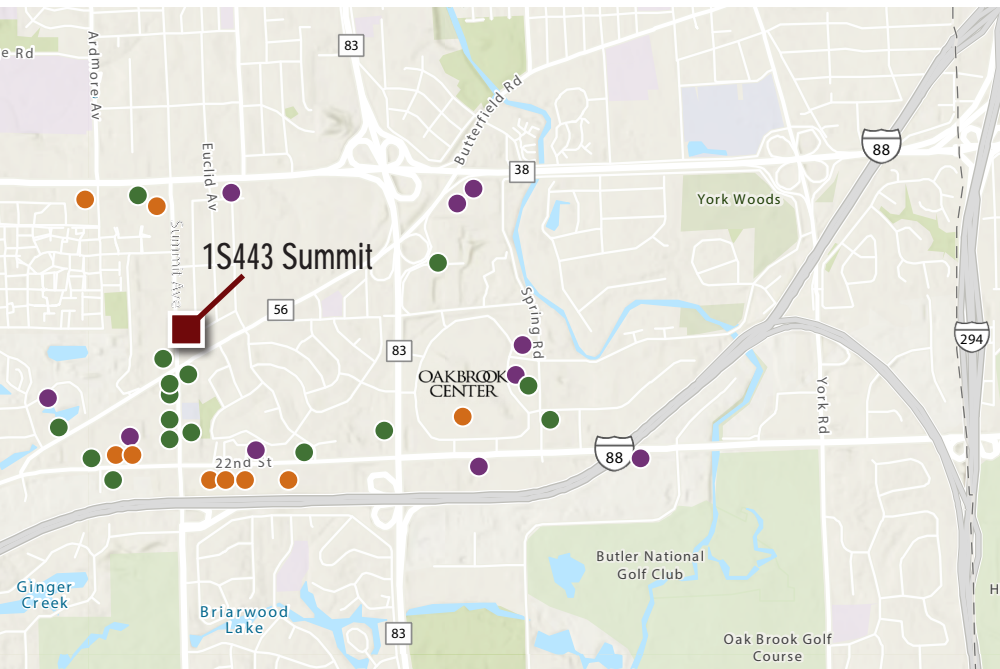 83
Ardmore Av
e Rd
Butterfield Rd
88
38
Euclid Av
York Woods
Summit Ave
1S443 Summit
56
Spring Rd
294
83
OAKBROOK
CENTER
York Rd
22nd St
88
Butler National
Golf Club
Ginger
Creek
Briarwood
Lake
H
83
Oak Brook Golf
Course